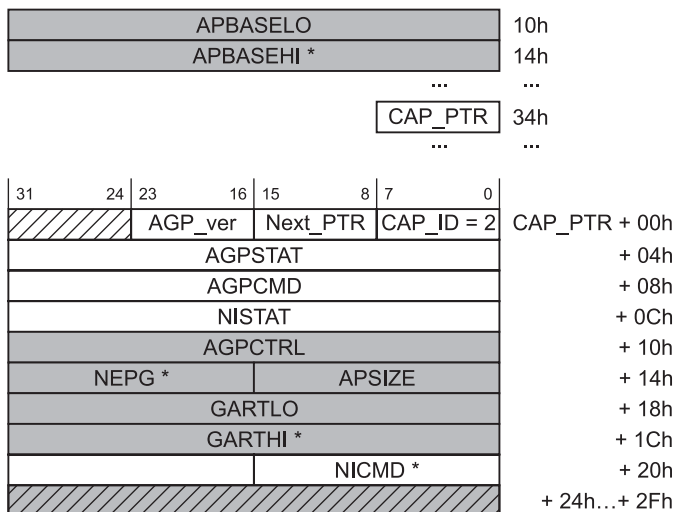 APBASELO 10h
APBASEHI * 14h
... ...
CAP_PTR 34h
... ...
31 24 23 16 15 8 7 0
AGP_ver Next_PTR CAP_ID = 2 CAP_PTR + 00h
AGPSTAT + 04h
AGPCMD + 08h
NISTAT + 0Ch
AGPCTRL + 10h
NEPG * APSIZE + 14h
GARTLO + 18h
GARTHI * + 1Ch
NICMD * + 20h
+ 24h...+ 2Fh